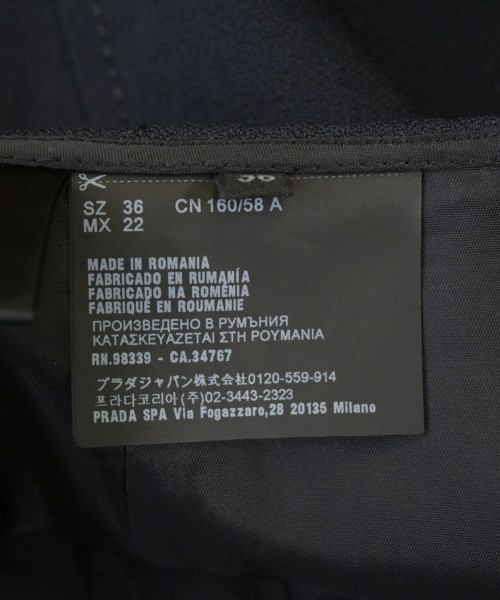 36
SZ 36 CN 160/58 A
MX 22
MADE IN ROMANIA
FABRICADO EN RUMANÍA
FABRICADO NA ROMÉNIA
FABRIQUÉ EN ROUMANIE
ПРОИЗВЕДЕНО В РУМЪНИЯ
ΚΑΤΑΣΚΕΥΑΖΕΤΑΙ ΣΤΗ ΡΟΥΜΑΝΙΑ
RN.98339 - CA.34767
プラダジャパン株式会社0120-559-914
프라다코리아(주)02-3443-2323
PRADA SPA Via Fogazzaro,28 20135 Milano